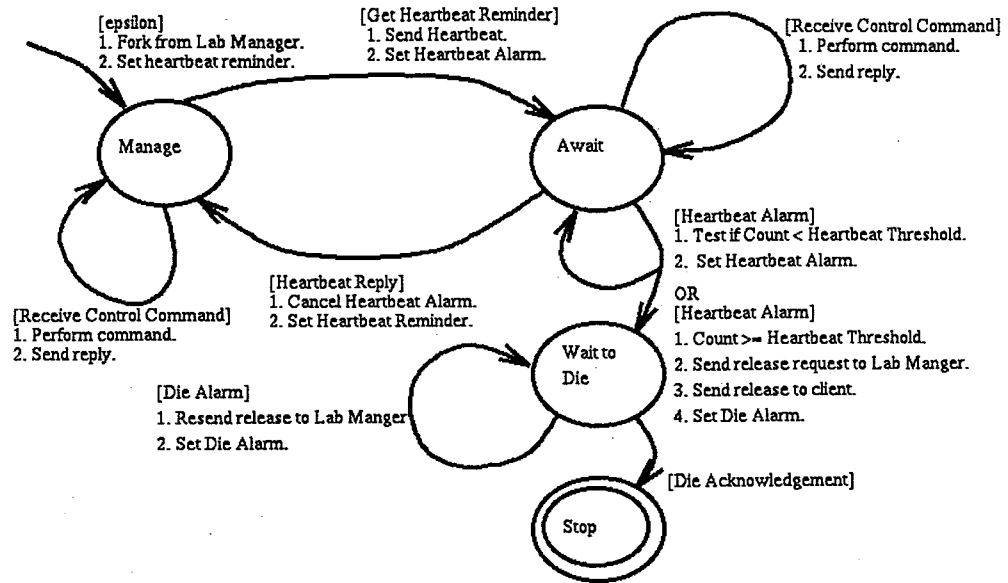 [epsilon]
1. Fork from Lab Manager.
2. Set heartbeat reminder.
[Get Heartbeat Reminder]
1. Send Heartbeat.
2. Set Heartbeat Alarm.
[Receive Control Command]
1. Perform command.
2. Send reply.
Manage
Await
[Heartbeat Alarm]
1. Test if Count < Heartbeat Threshold.
2. Set Heartbeat Alarm.
OR
[Heartbeat Alarm]
1. Count >= Heartbeat Threshold.
2. Send release request to Lab Manger.
3. Send release to client.
4. Set Die Alarm.
[Heartbeat Reply]
1. Cancel Heartbeat Alarm.
2. Set Heartbeat Reminder.
[Receive Control Command]
1. Perform command.
2. Send reply.
Wait to
Die
[Die Alarm]
1. Resend release to Lab Manger
2. Set Die Alarm.
[Die Acknowledgement]
Stop